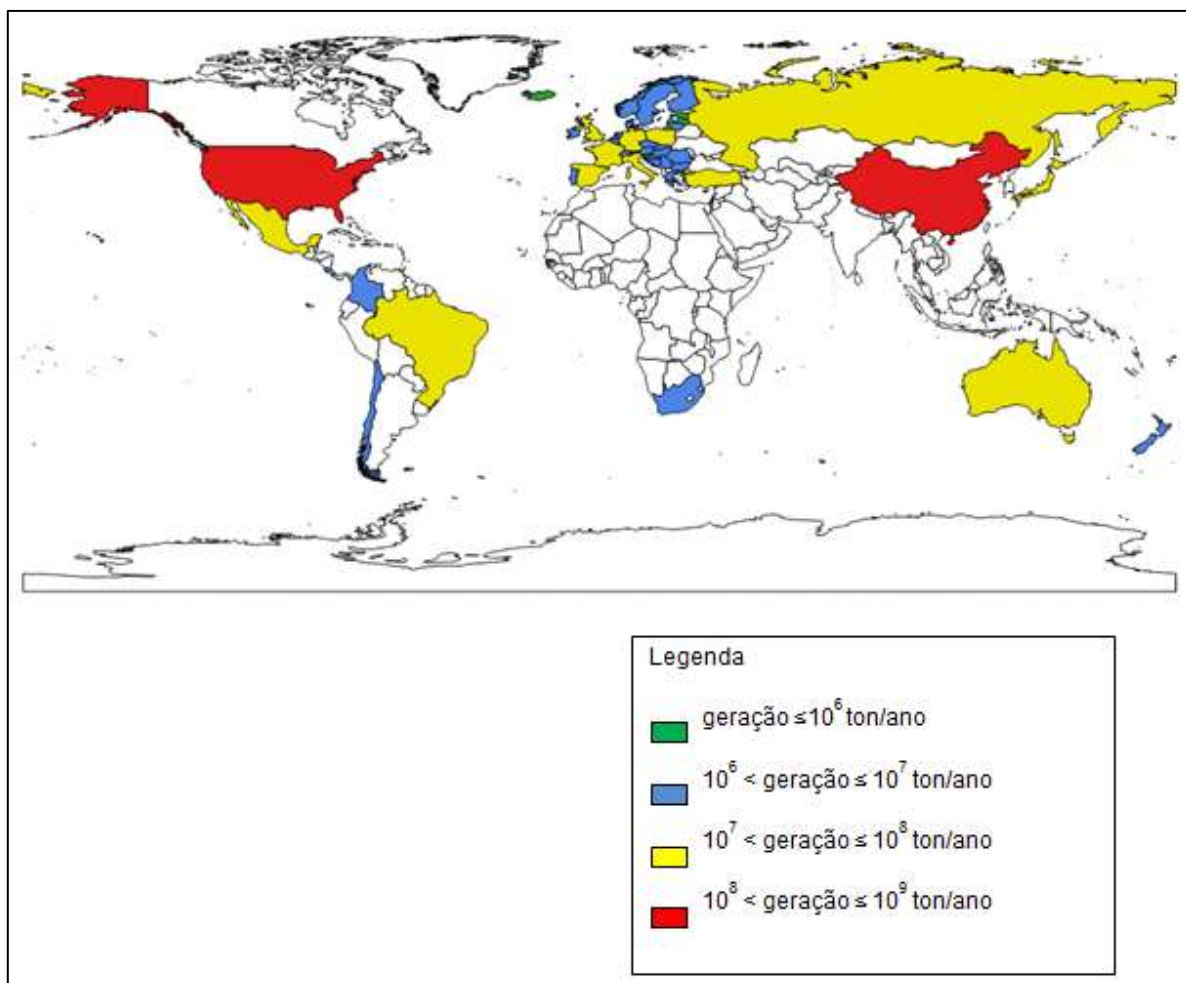 Legenda
geração ≤10⁶ ton/ano
10⁶ < geração ≤ 10⁷ ton/ano
10⁷ < geração ≤ 10⁸ ton/ano
10⁸ < geração ≤ 10⁹ ton/ano